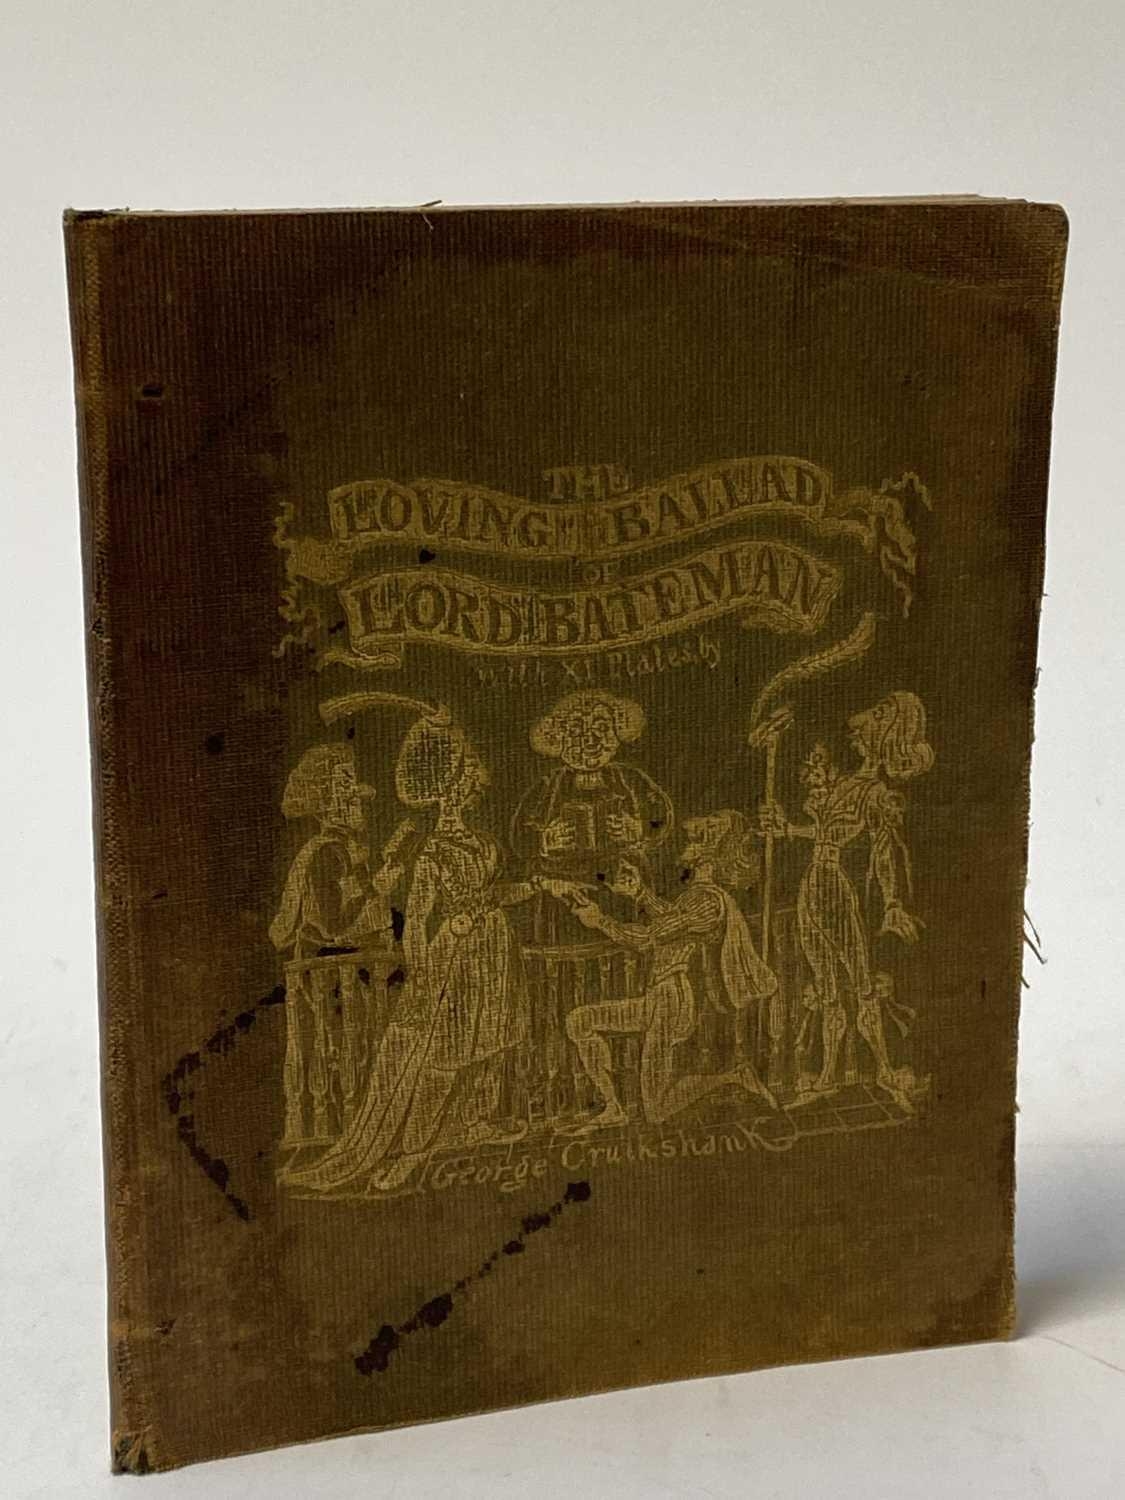 THE
LOVING BALLAD
OF
LORD BATEMAN
with XI Plates, by
George Cruikshank